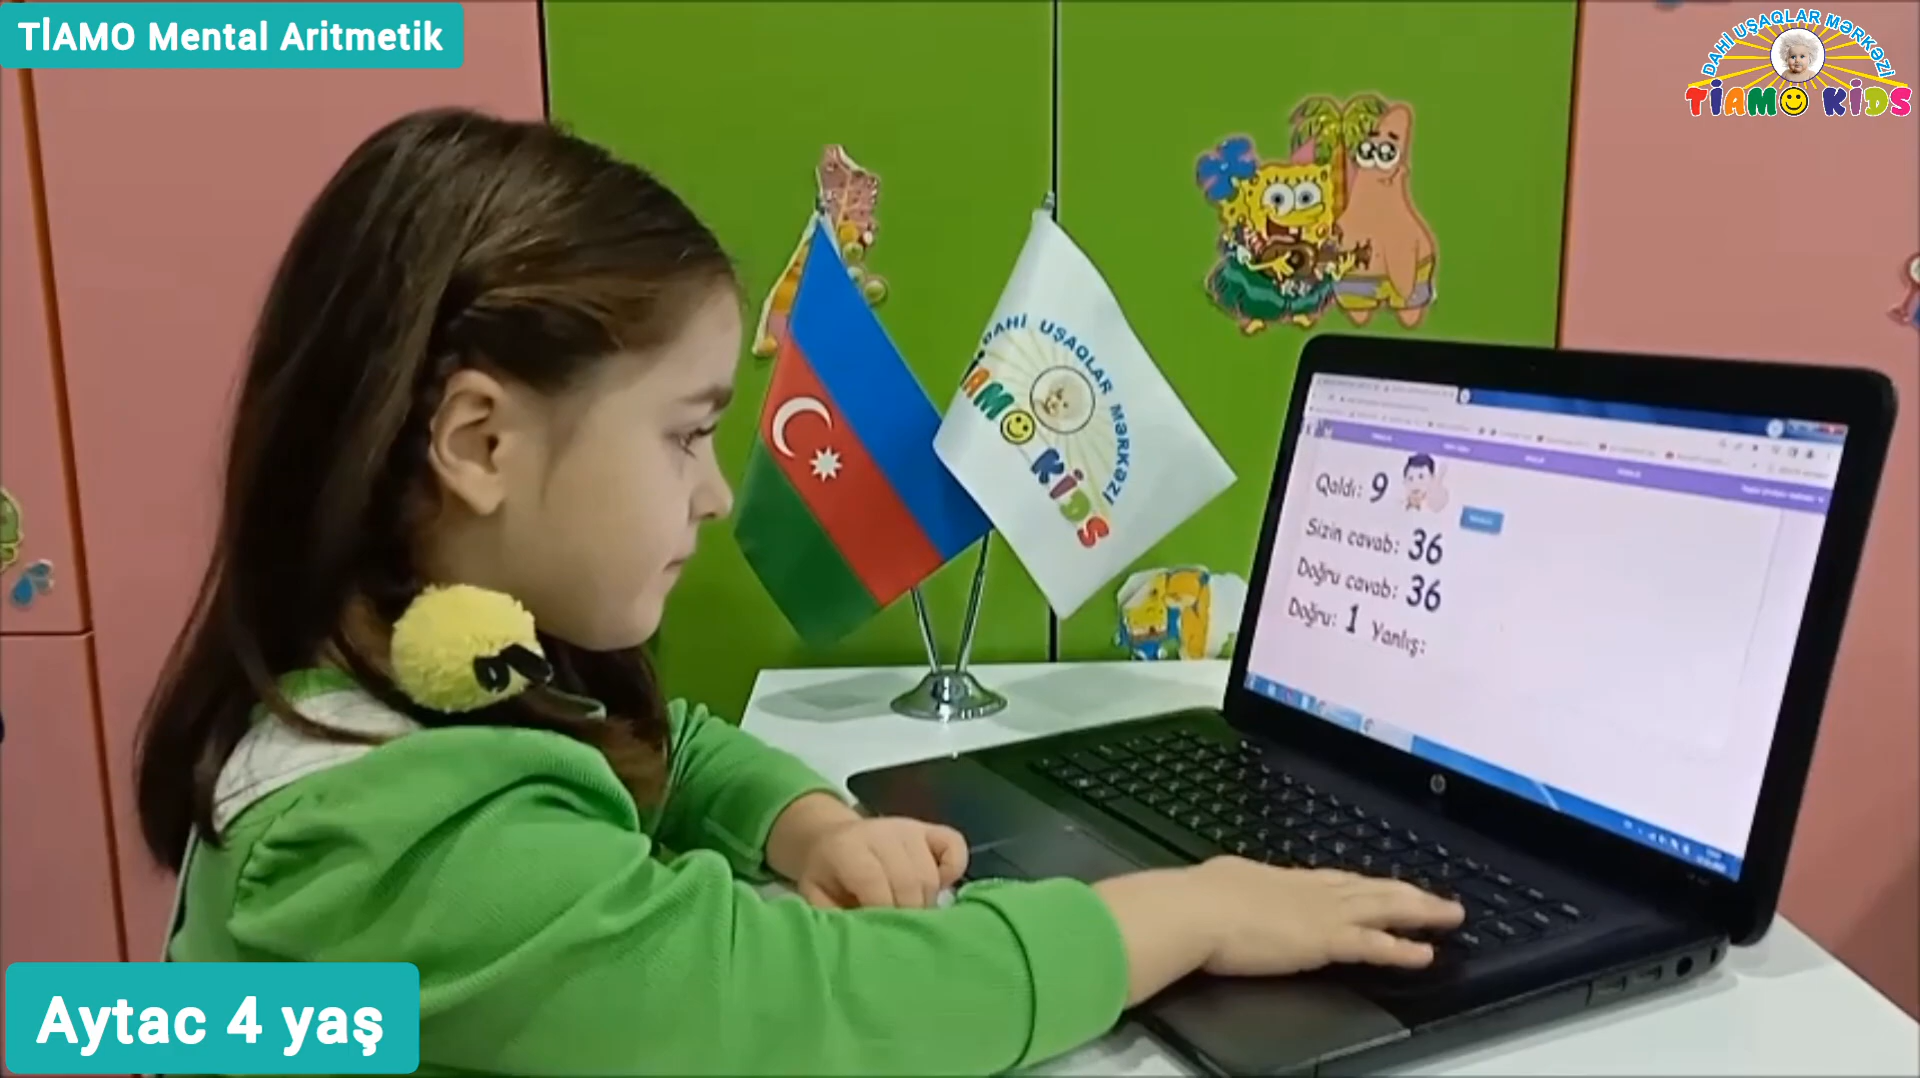 TİAMO Mental Aritmetik
DAHİ UŞAQLAR MƏRKƏZİ
TİAMO KİDS
DAHİ UŞAQLAR MƏRKƏZİ
TİAMO KİDS
Qaldı: 9
Sizin cavab: 36
Doğru cavab: 36
Doğru: 1 Yanlış:
hp
Aytac 4 yaş